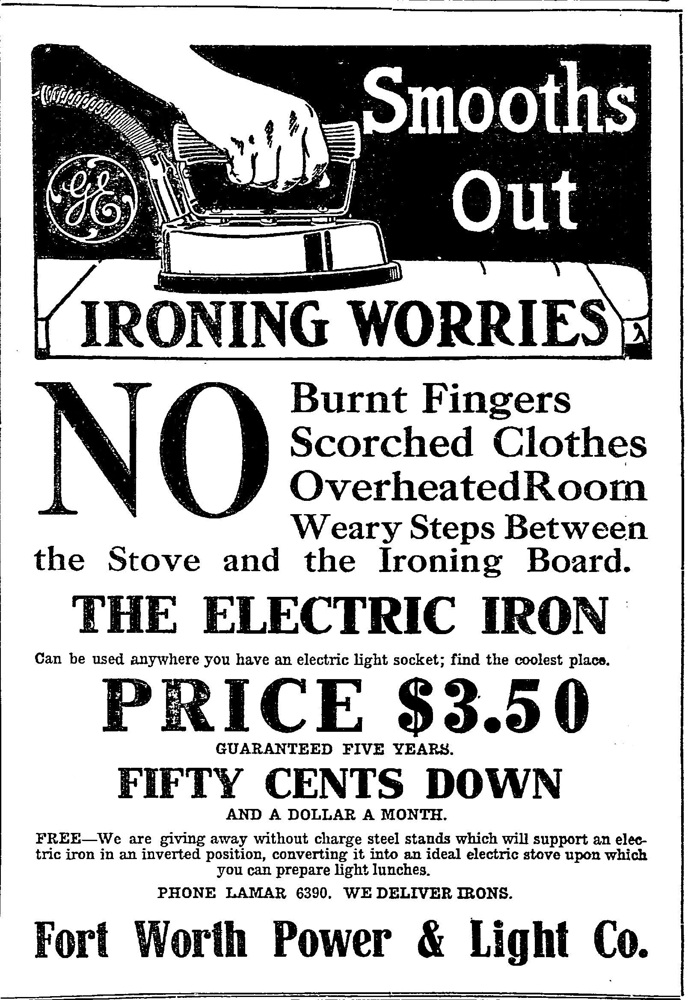 Smooths
Out
GE
IRONING WORRIES
NO
Burnt Fingers
Scorched Clothes
Overheated Room
Weary Steps Between
the Stove and the Ironing Board.
THE ELECTRIC IRON
Can be used anywhere you have an electric light socket; find the coolest place.
PRICE $3.50
GUARANTEED FIVE YEARS.
FIFTY CENTS DOWN
AND A DOLLAR A MONTH.
FREE—We are giving away without charge steel stands which will support an elec-
tric iron in an inverted position, converting it into an ideal electric stove upon which
you can prepare light lunches.
PHONE LAMAR 6390. WE DELIVER IRONS.
Fort Worth Power & Light Co.